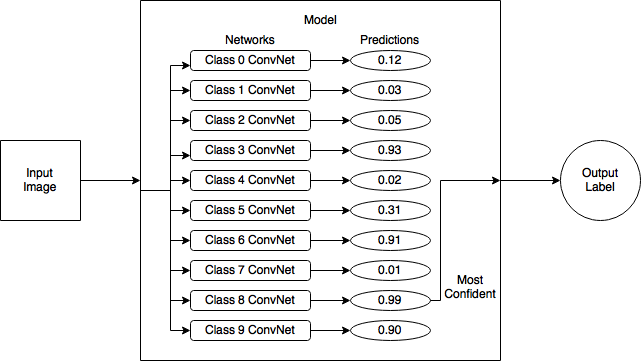 Model
Networks Predictions
Class 0 ConvNet 0.12
Class 1 ConvNet 0.03
Class 2 ConvNet 0.05
Class 3 ConvNet 0.93
Input
Image
Class 4 ConvNet 0.02
Output
Label
Class 5 ConvNet 0.31
Class 6 ConvNet 0.91
Class 7 ConvNet 0.01
Most
Confident
Class 8 ConvNet 0.99
Class 9 ConvNet 0.90